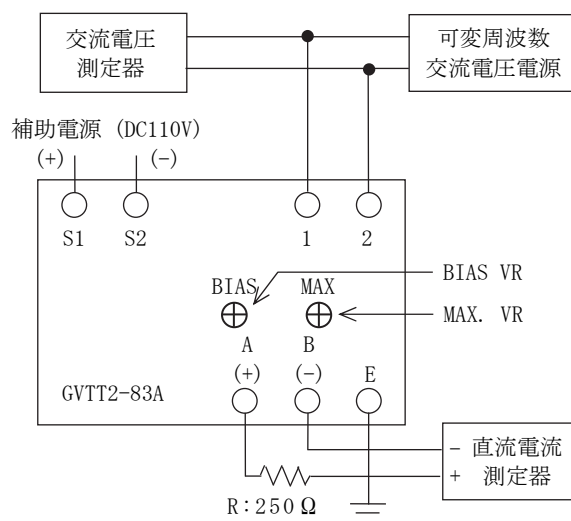 交流電圧
測定器
可変周波数
交流電圧電源
補助電源 (DC110V)
(+) (-)
S1 S2 1 2
BIAS MAX
BIAS VR
MAX. VR
A B
(+) (-) E
GVTT2-83A
- 直流電流
+ 測定器
R:250Ω